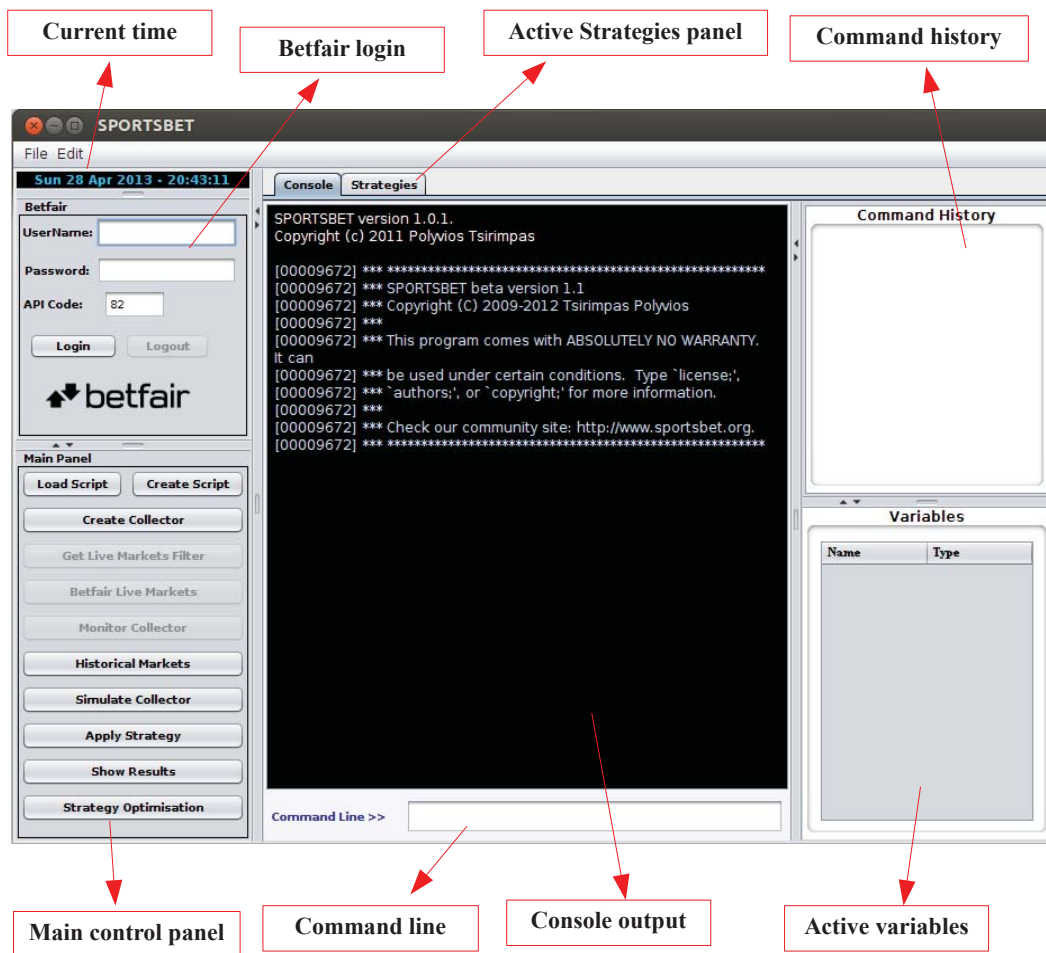 Current time
Betfair login
Active Strategies panel
Command history
SPORTSBET
File Edit
Sun 28 Apr 2013 - 20:43:11
Betfair
UserName:
Password:
API Code: 82
Login Logout
betfair
Main Panel
Load Script Create Script
Create Collector
Get Live Markets Filter
Betfair Live Markets
Monitor Collector
Historical Markets
Simulate Collector
Apply Strategy
Show Results
Strategy Optimisation
Console Strategies
SPORTSBET version 1.0.1.
Copyright (c) 2011 Polyvios Tsirimpas
[00009672] *** ********************************************************
[00009672] *** SPORTSBET beta version 1.1
[00009672] *** Copyright (C) 2009-2012 Tsirimpas Polyvios
[00009672] ***
[00009672] *** This program comes with ABSOLUTELY NO WARRANTY.
It can
[00009672] *** be used under certain conditions.  Type `license;',
[00009672] *** `authors;', or `copyright;' for more information.
[00009672] ***
[00009672] *** Check our community site: http://www.sportsbet.org.
[00009672] *** ********************************************************
Command Line >>
Command History
Variables
Name Type
Main control panel
Command line
Console output
Active variables